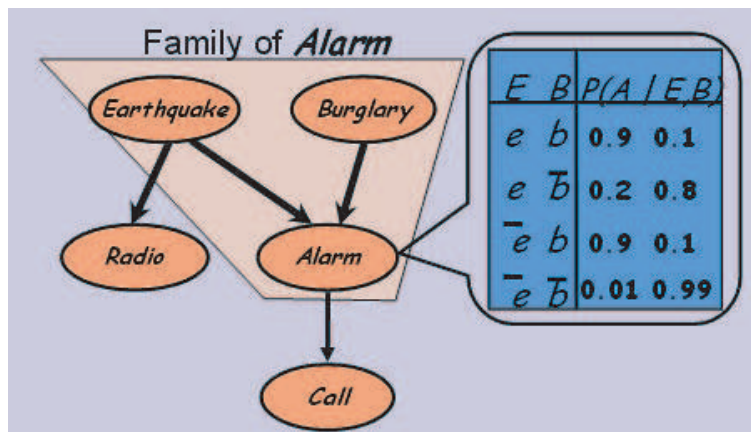 Family of Alarm
Earthquake
Burglary
Radio
Alarm
Call
E B P(A | E,B)
e b 0.9 0.1
e b̅ 0.2 0.8
e̅ b 0.9 0.1
e̅ b̅ 0.01 0.99